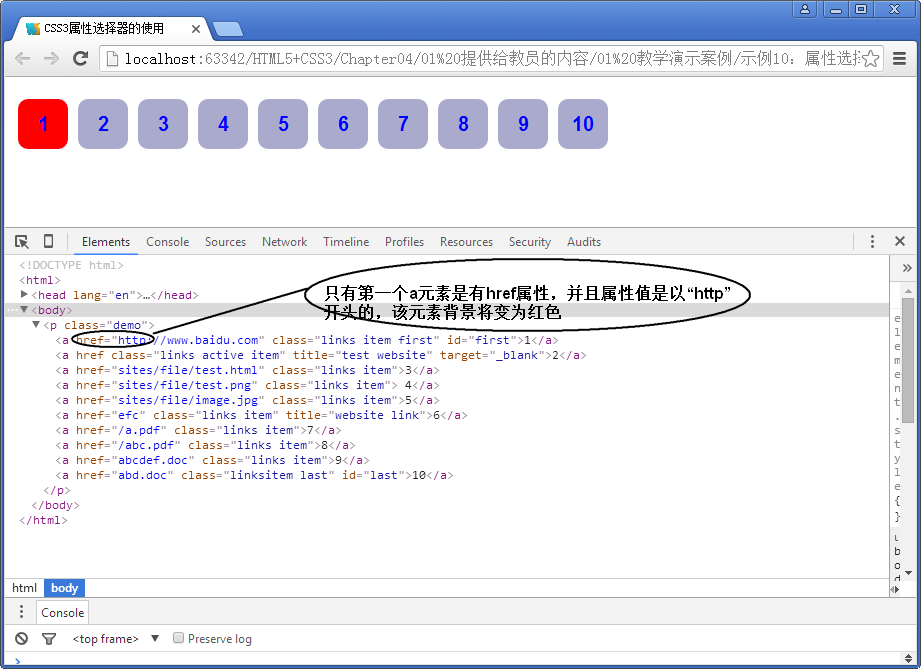 CSS3属性选择器的使用
localhost:63342/HTML5+CSS3/Chapter04/01%20提供给教员的内容/01%20教学演示案例/示例10：属性选择
1 2 3 4 5 6 7 8 9 10
Elements Console Sources Network Timeline Profiles Resources Security Audits
<!DOCTYPE html>
<html>
<head lang="en">…</head>
<body>
只有第一个a元素是有href属性，并且属性值是以“http”
开头的，该元素背景将变为红色
<p class="demo">
<a href="http://www.baidu.com" class="links item first" id="first">1</a>
<a href class="links active item" title="test website" target="_blank">2</a>
<a href="sites/file/test.html" class="links item">3</a>
<a href="sites/file/test.png" class="links item"> 4</a>
<a href="sites/file/image.jpg" class="links item">5</a>
<a href="efc" class="links item" title="website link">6</a>
<a href="/a.pdf" class="links item">7</a>
<a href="/abc.pdf" class="links item">8</a>
<a href="abcdef.doc" class="links item">9</a>
<a href="abd.doc" class="linksitem last" id="last">10</a>
</p>
</body>
</html>
element.style {
}
html body
Console
<top frame> Preserve log